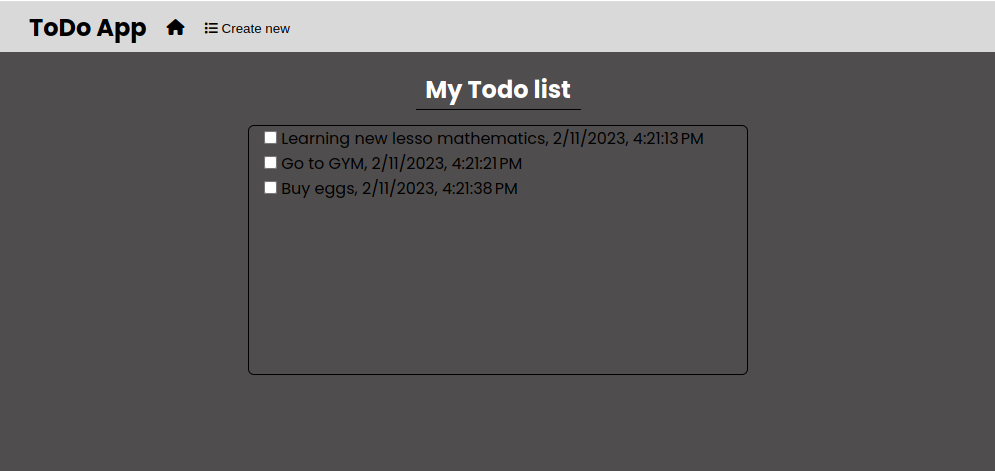 ToDo App Create new
My Todo list
Learning new lesso mathematics, 2/11/2023, 4:21:13 PM
Go to GYM, 2/11/2023, 4:21:21 PM
Buy eggs, 2/11/2023, 4:21:38 PM